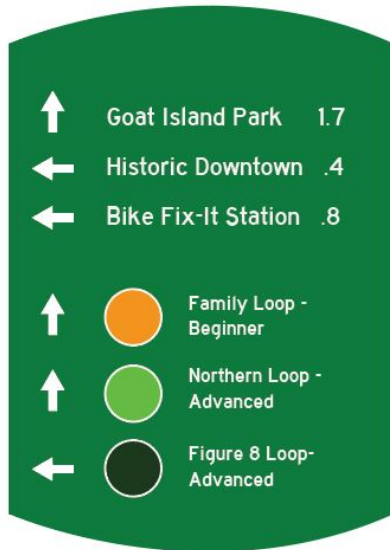 Goat Island Park 1.7
Historic Downtown .4
Bike Fix-It Station .8
Family Loop -
Beginner
Northern Loop -
Advanced
Figure 8 Loop-
Advanced